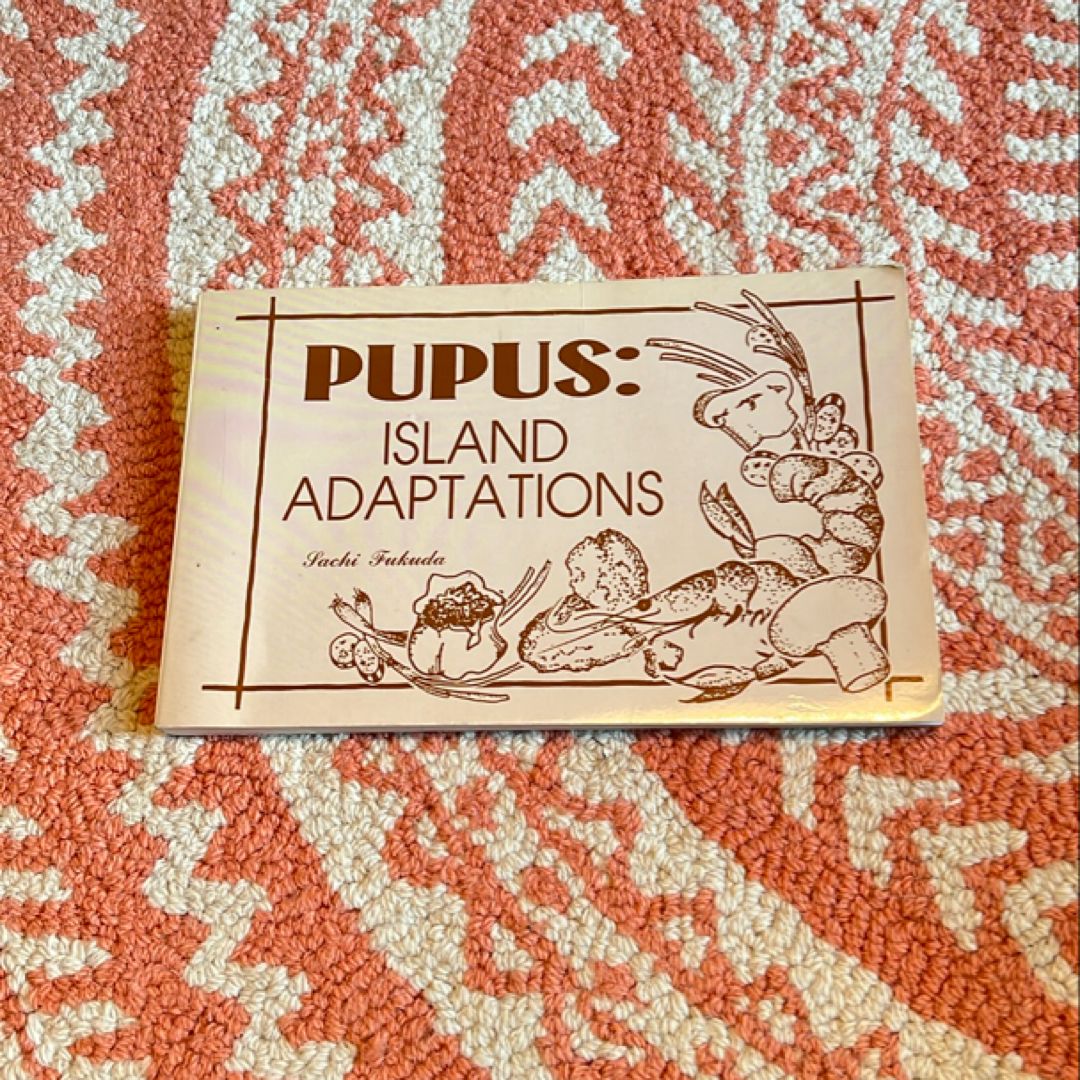 PUPUS:
ISLAND
ADAPTATIONS
Sachi Fukuda